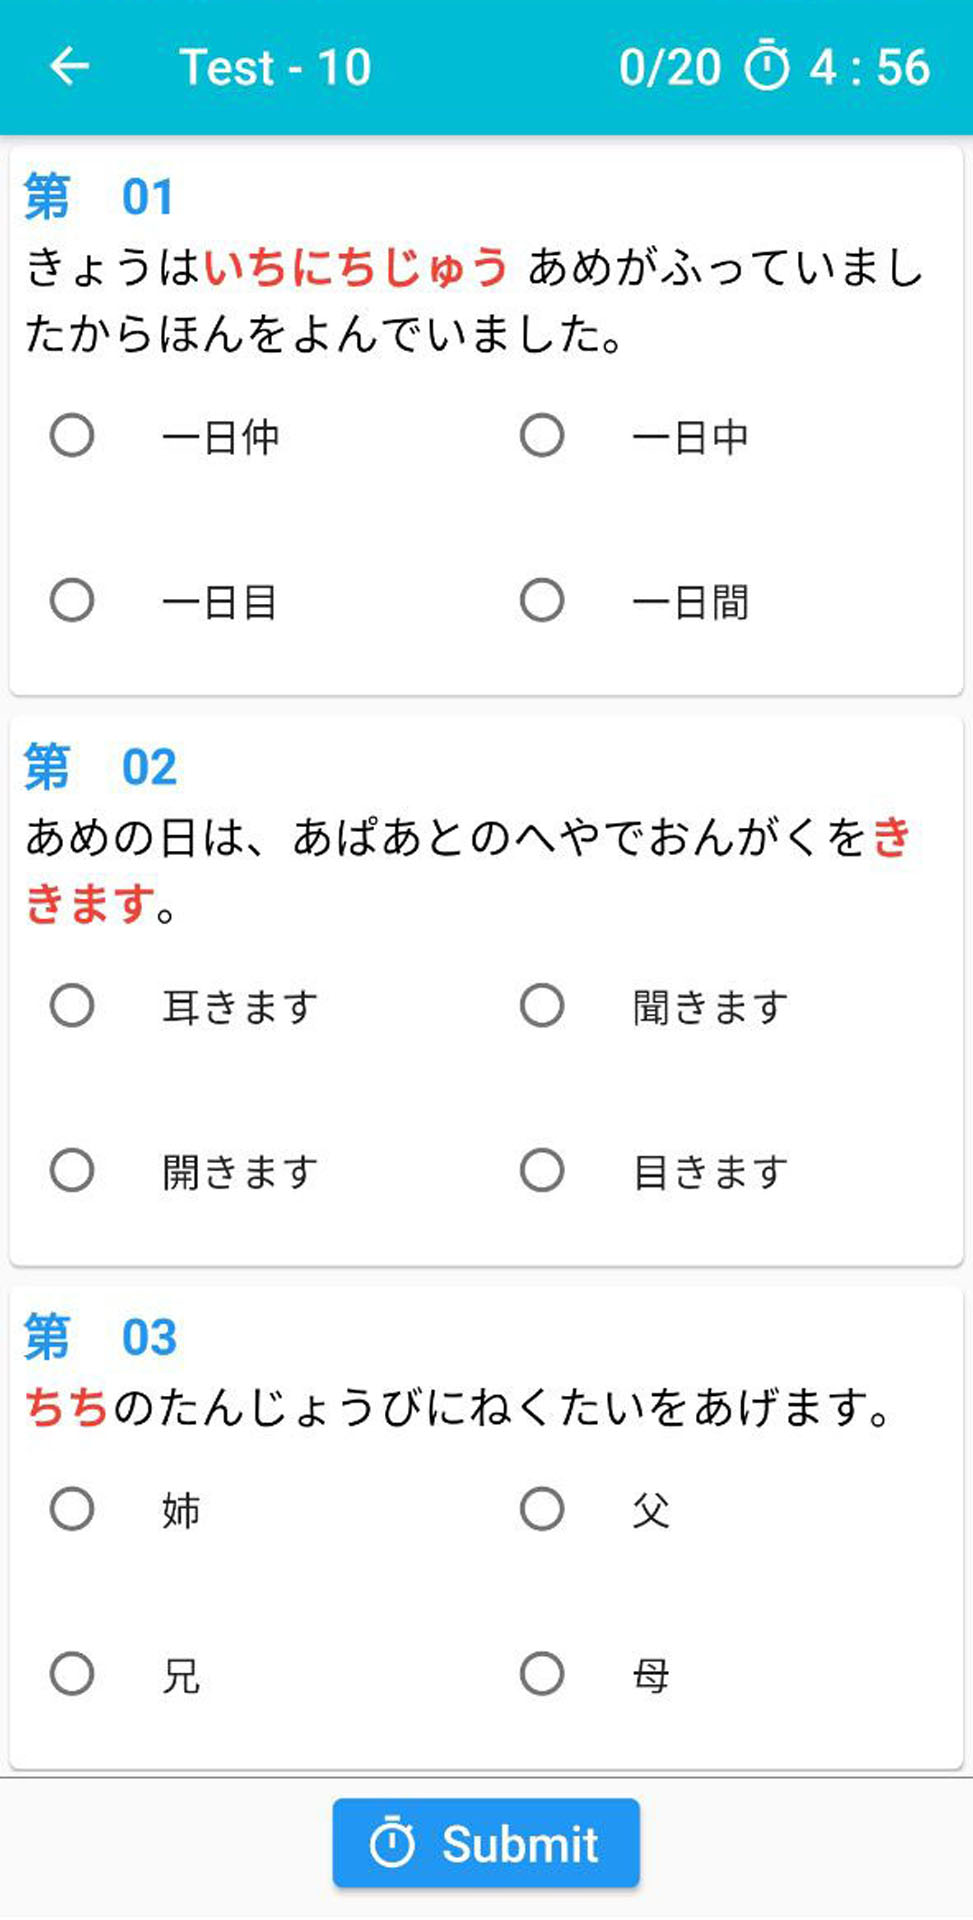 Test - 10 0/20 4 : 56
第 01
きょうはいちにちじゅう あめがふっていまし
たからほんをよんでいました。
一日仲 一日中
一日目 一日間
第 02
あめの日は、あぱあとのへやでおんがくをき
きます。
耳きます 聞きます
開きます 目きます
第 03
ちちのたんじょうびにねくたいをあげます。
姉 父
兄 母
Submit